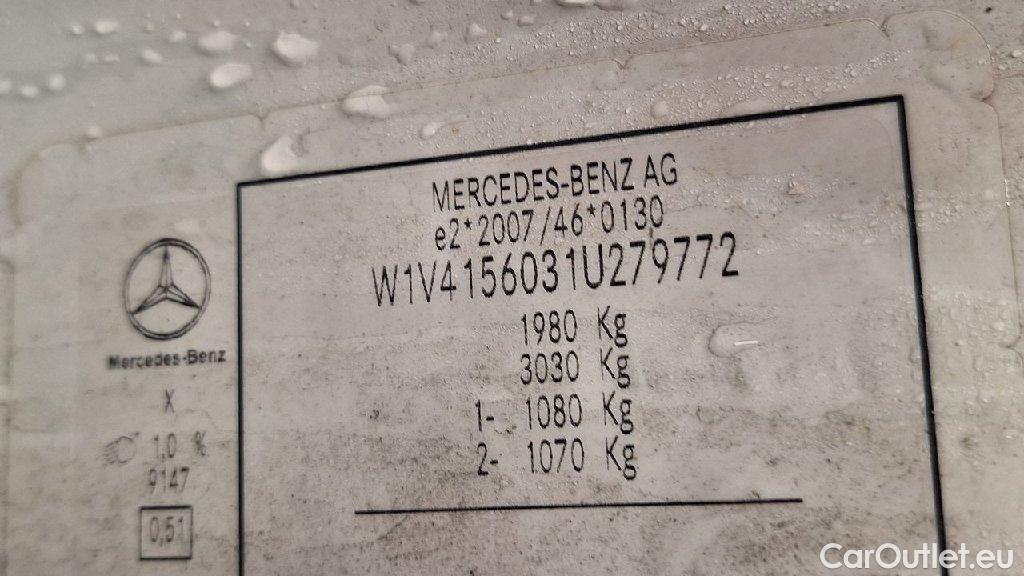 MERCEDES-BENZ AG
e2*2007/46*0130
W1V4156031U279772
1980 Kg
3030 Kg
1- 1080 Kg
2- 1070 Kg
Mercedes-Benz
X
1,0 %
9147
0,51
CarOutlet.eu